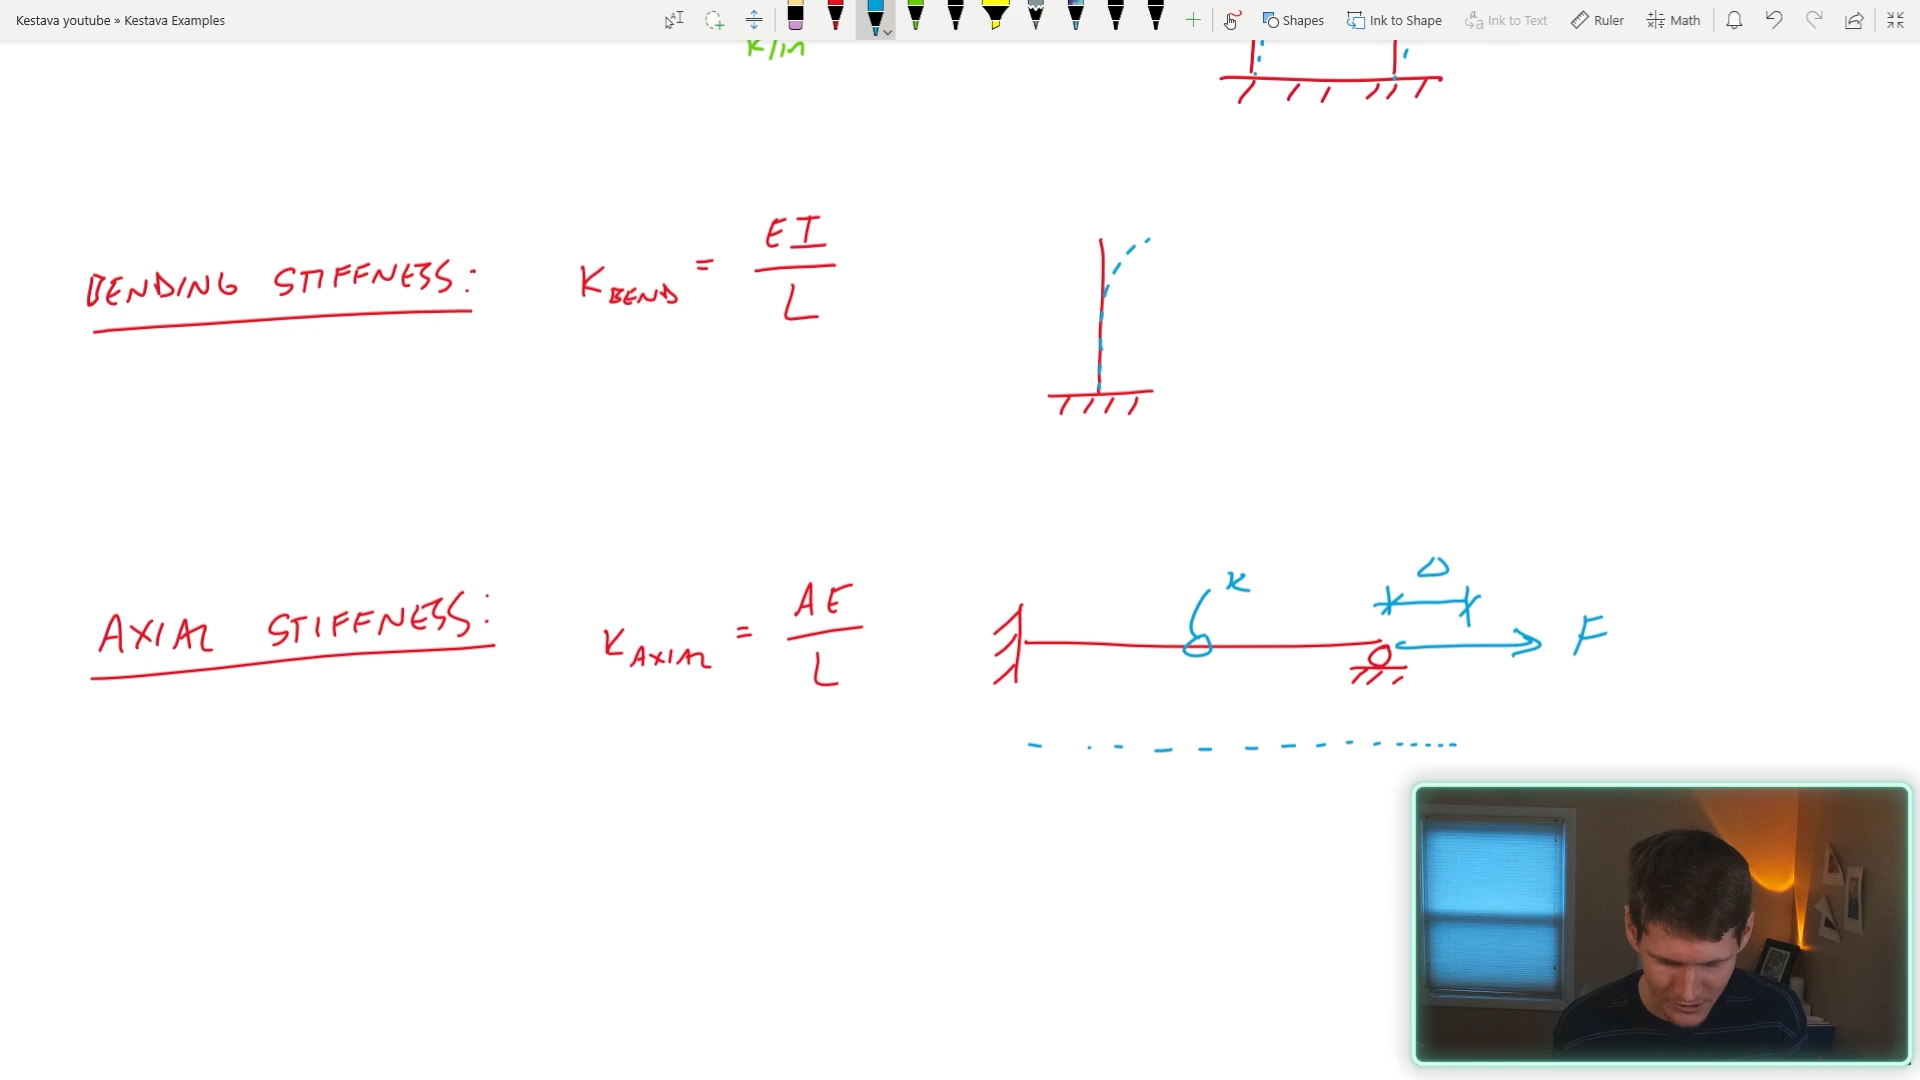 Kestava youtube » Kestava Examples
Shapes
Ink to Shape
Ink to Text
Ruler
Math
K/in
BENDING STIFFNESS: K BEND = EI / L
AXIAL STIFFNESS: K AXIAL = AE / L
K
Δ
F